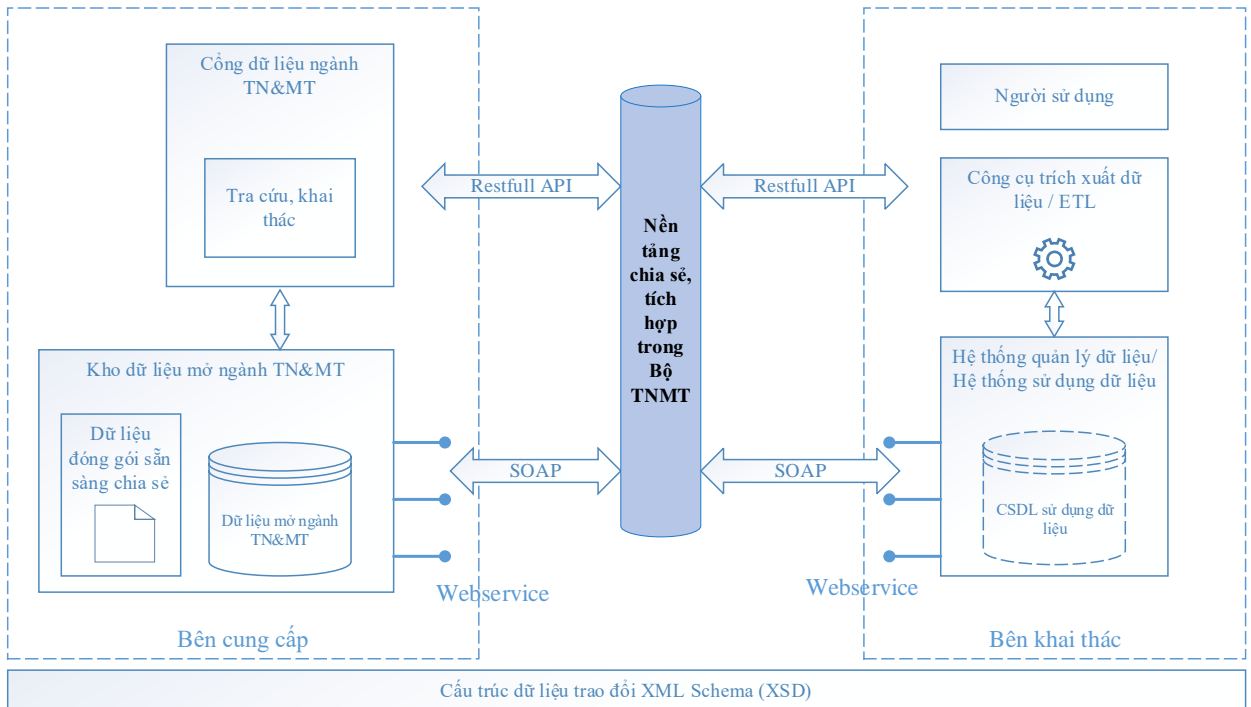 Cổng dữ liệu ngành
TN&MT
Tra cứu, khai
thác
Kho dữ liệu mở ngành TN&MT
Dữ liệu
đóng gói sẵn
sàng chia sẻ
Dữ liệu mở ngành
TN&MT
Webservice
Bên cung cấp
Restfull API
SOAP
Nền
tảng
chia sẻ,
tích
hợp
trong
Bộ
TNMT
Restfull API
SOAP
Người sử dụng
Công cụ trích xuất dữ
liệu / ETL
Hệ thống quản lý dữ liệu/
Hệ thống sử dụng dữ liệu
CSDL sử dụng dữ
liệu
Webservice
Bên khai thác
Cấu trúc dữ liệu trao đổi XML Schema (XSD)